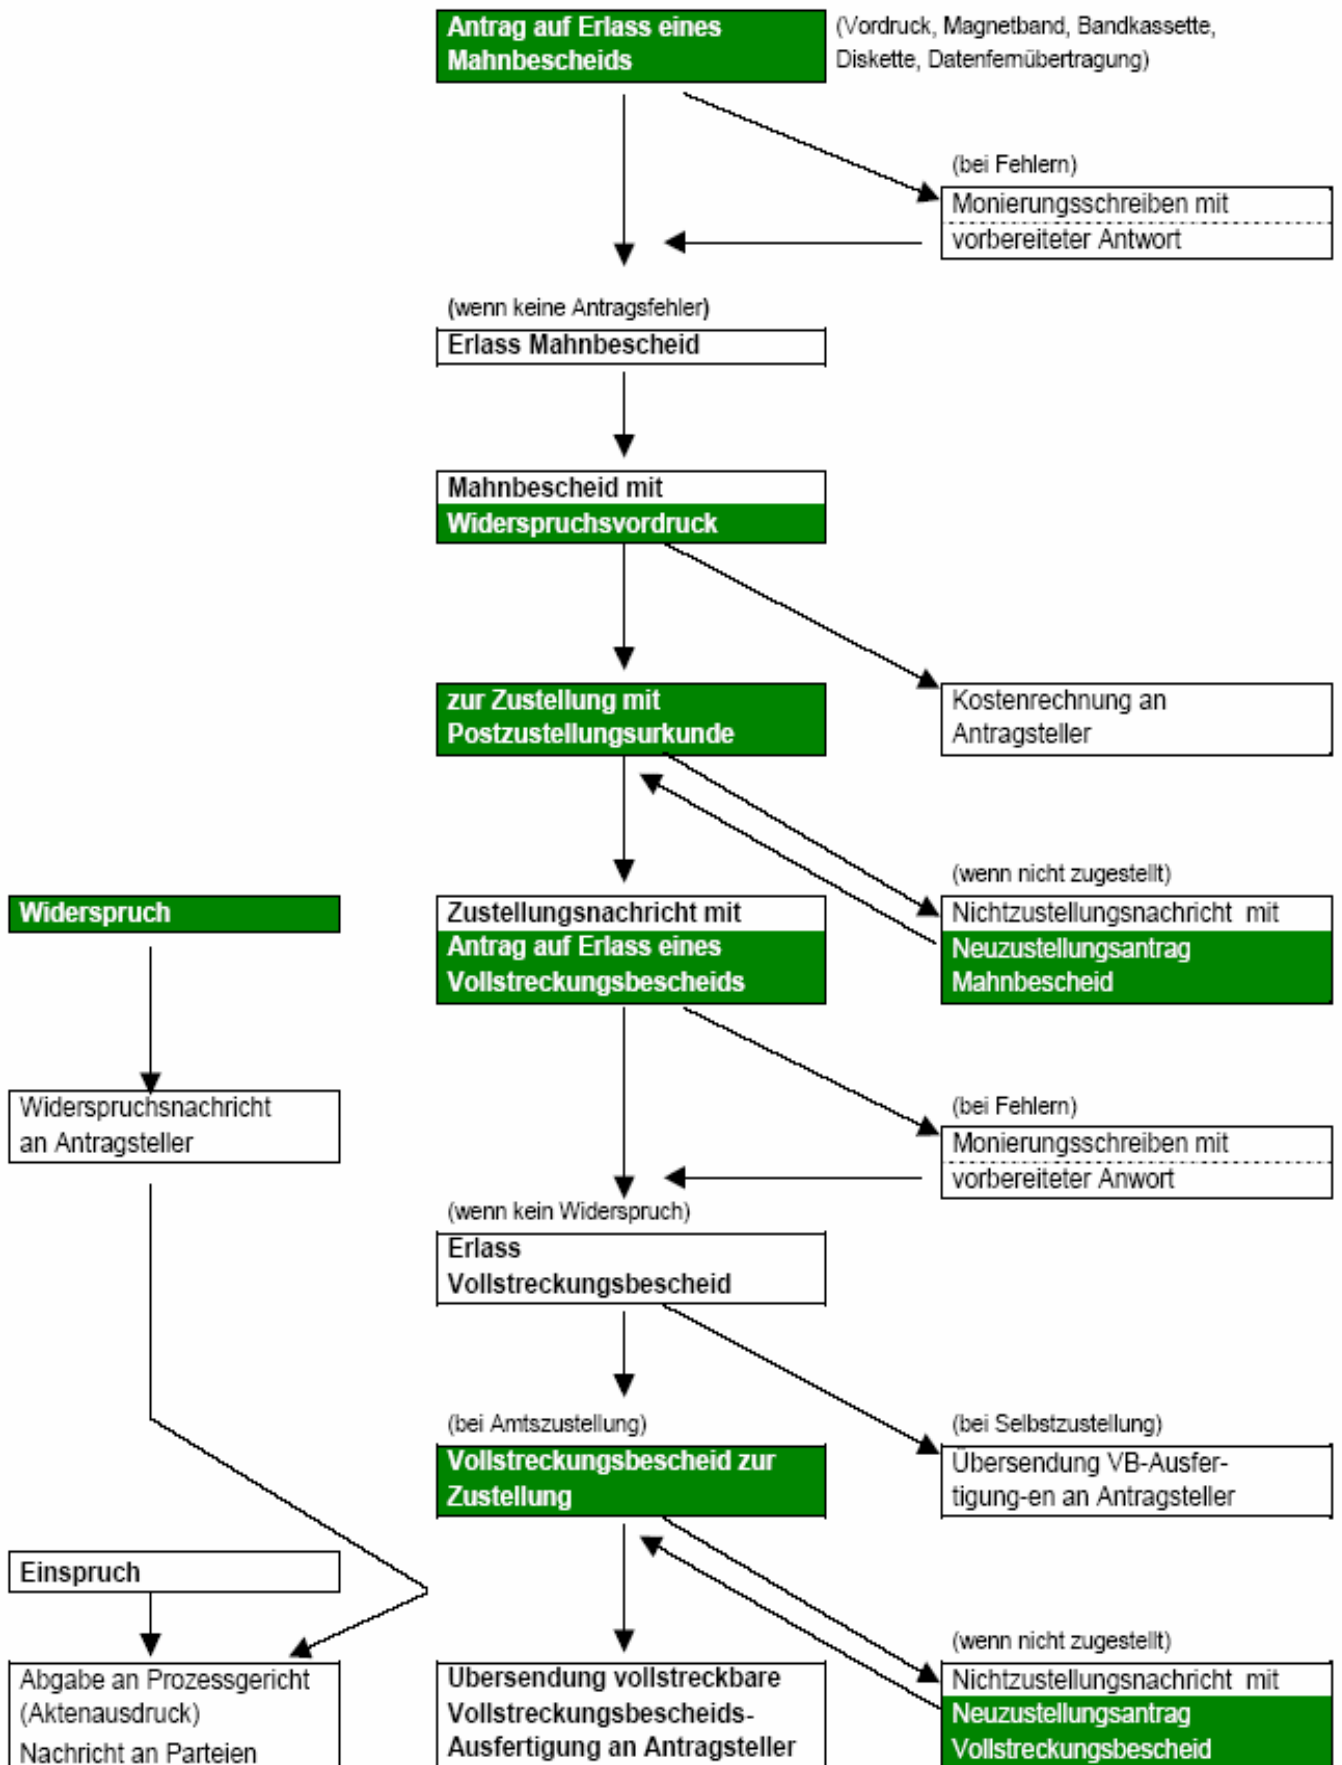 Antrag auf Erlass eines
Mahnbescheids
(Vordruck, Magnetband, Bandkassette,
Diskette, Datenfernübertragung)
(bei Fehlern)
Monierungsschreiben mit
vorbereiteter Antwort
(wenn keine Antragsfehler)
Erlass Mahnbescheid
Mahnbescheid mit
Widerspruchsvordruck
zur Zustellung mit
Postzustellungsurkunde
Kostenrechnung an
Antragsteller
(wenn nicht zugestellt)
Widerspruch
Zustellungsnachricht mit
Antrag auf Erlass eines
Vollstreckungsbescheids
Nichtzustellungsnachricht mit
Neuzustellungsantrag
Mahnbescheid
Widerspruchsnachricht
an Antragsteller
(bei Fehlern)
Monierungsschreiben mit
vorbereiteter Anwort
(wenn kein Widerspruch)
Erlass
Vollstreckungsbescheid
(bei Amtszustellung)
Vollstreckungsbescheid zur
Zustellung
(bei Selbstzustellung)
Übersendung VB-Ausfer-
tigung-en an Antragsteller
Einspruch
(wenn nicht zugestellt)
Abgabe an Prozessgericht
(Aktenausdruck)
Nachricht an Parteien
Übersendung vollstreckbare
Vollstreckungsbescheids-
Ausfertigung an Antragsteller
Nichtzustellungsnachricht mit
Neuzustellungsantrag
Vollstreckungsbescheid